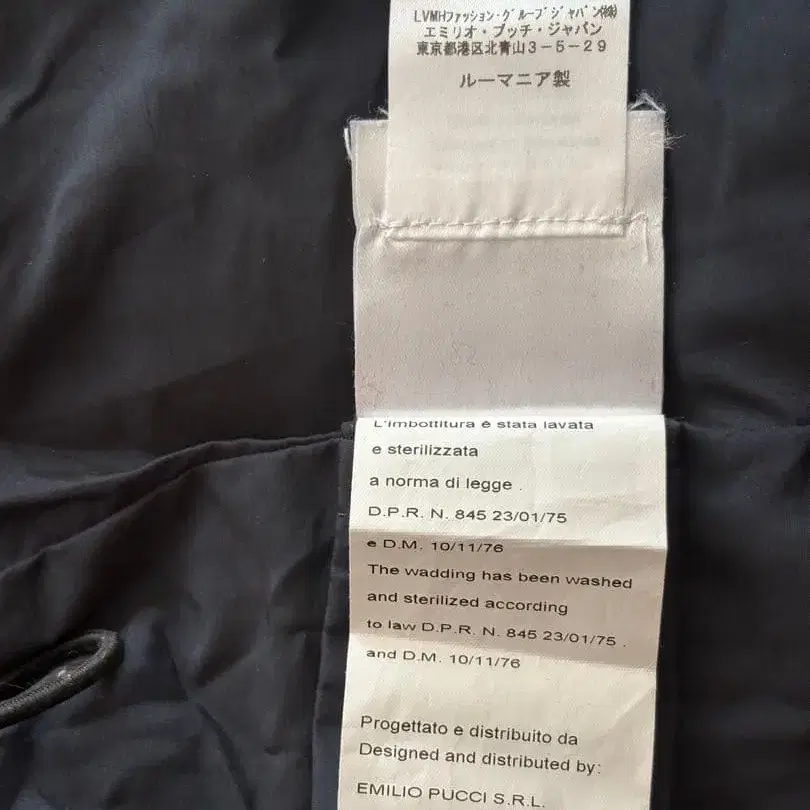 LVMHファッション・グループジャパン㈱
エミリオ・プッチ・ジャパン
東京都港区北青山3-5-29
ルーマニア製
L'imbottitura è stata lavata
e sterilizzata
a norma di legge .
D.P.R. N. 845 23/01/75
e D.M. 10/11/76
The wadding has been washed
and sterilized according
to law D.P.R. N. 845 23/01/75 .
and D.M. 10/11/76
Progettato e distribuito da
Designed and distributed by:
EMILIO PUCCI S.R.L.